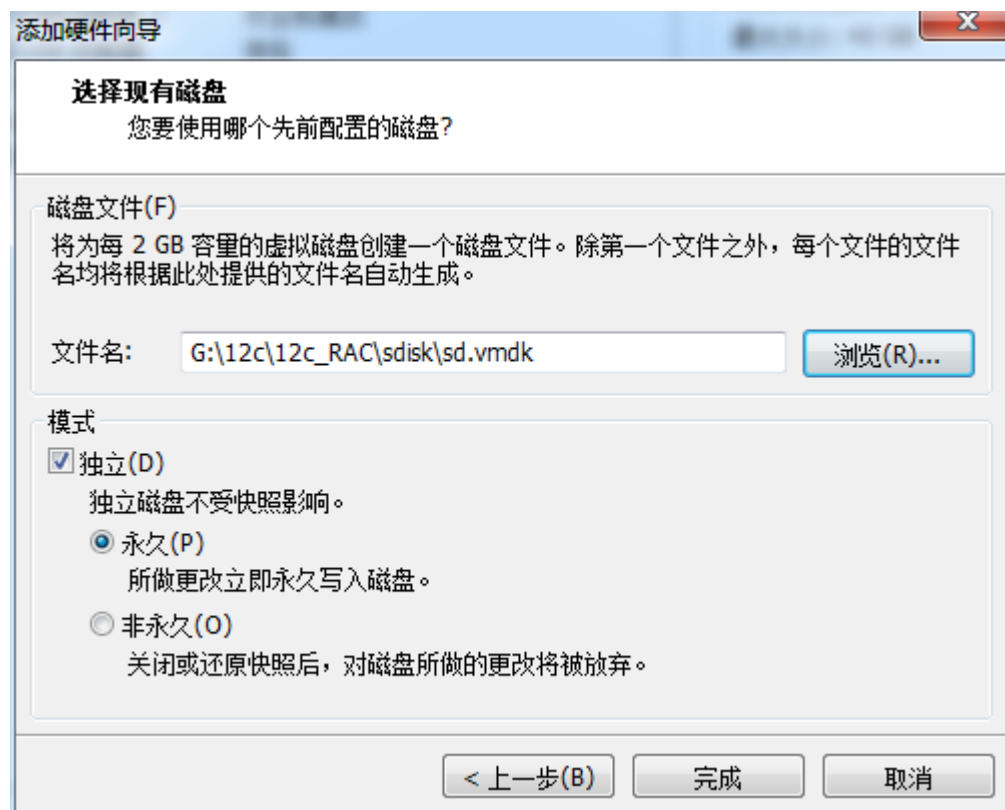 添加硬件向导
选择现有磁盘
您要使用哪个先前配置的磁盘?
磁盘文件(F)
将为每 2 GB 容量的虚拟磁盘创建一个磁盘文件。除第一个文件之外，每个文件的文件
名均将根据此处提供的文件名自动生成。
文件名: G:\12c\12c_RAC\sdisk\sd.vmdk 浏览(R)...
模式
独立(D)
独立磁盘不受快照影响。
永久(P)
所做更改立即永久写入磁盘。
非永久(O)
关闭或还原快照后，对磁盘所做的更改将被放弃。
< 上一步(B) 完成 取消